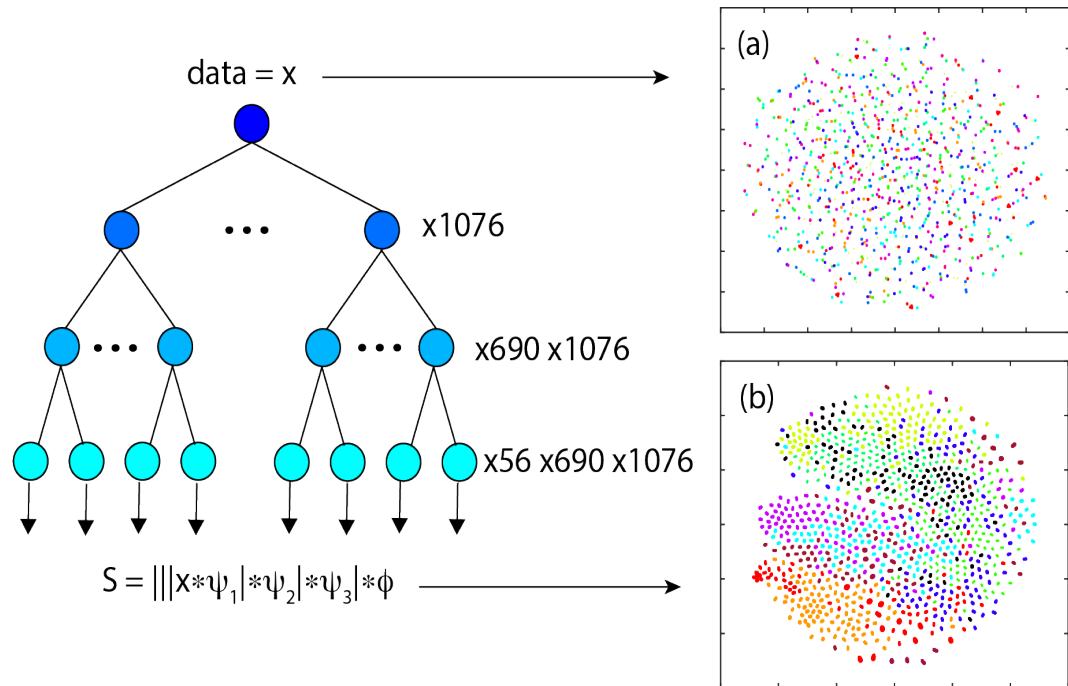 (a)
data = x
x1076
x690 x1076
(b)
x56 x690 x1076
S = |||x∗ψ₁|∗ψ₂|∗ψ₃|∗ϕ